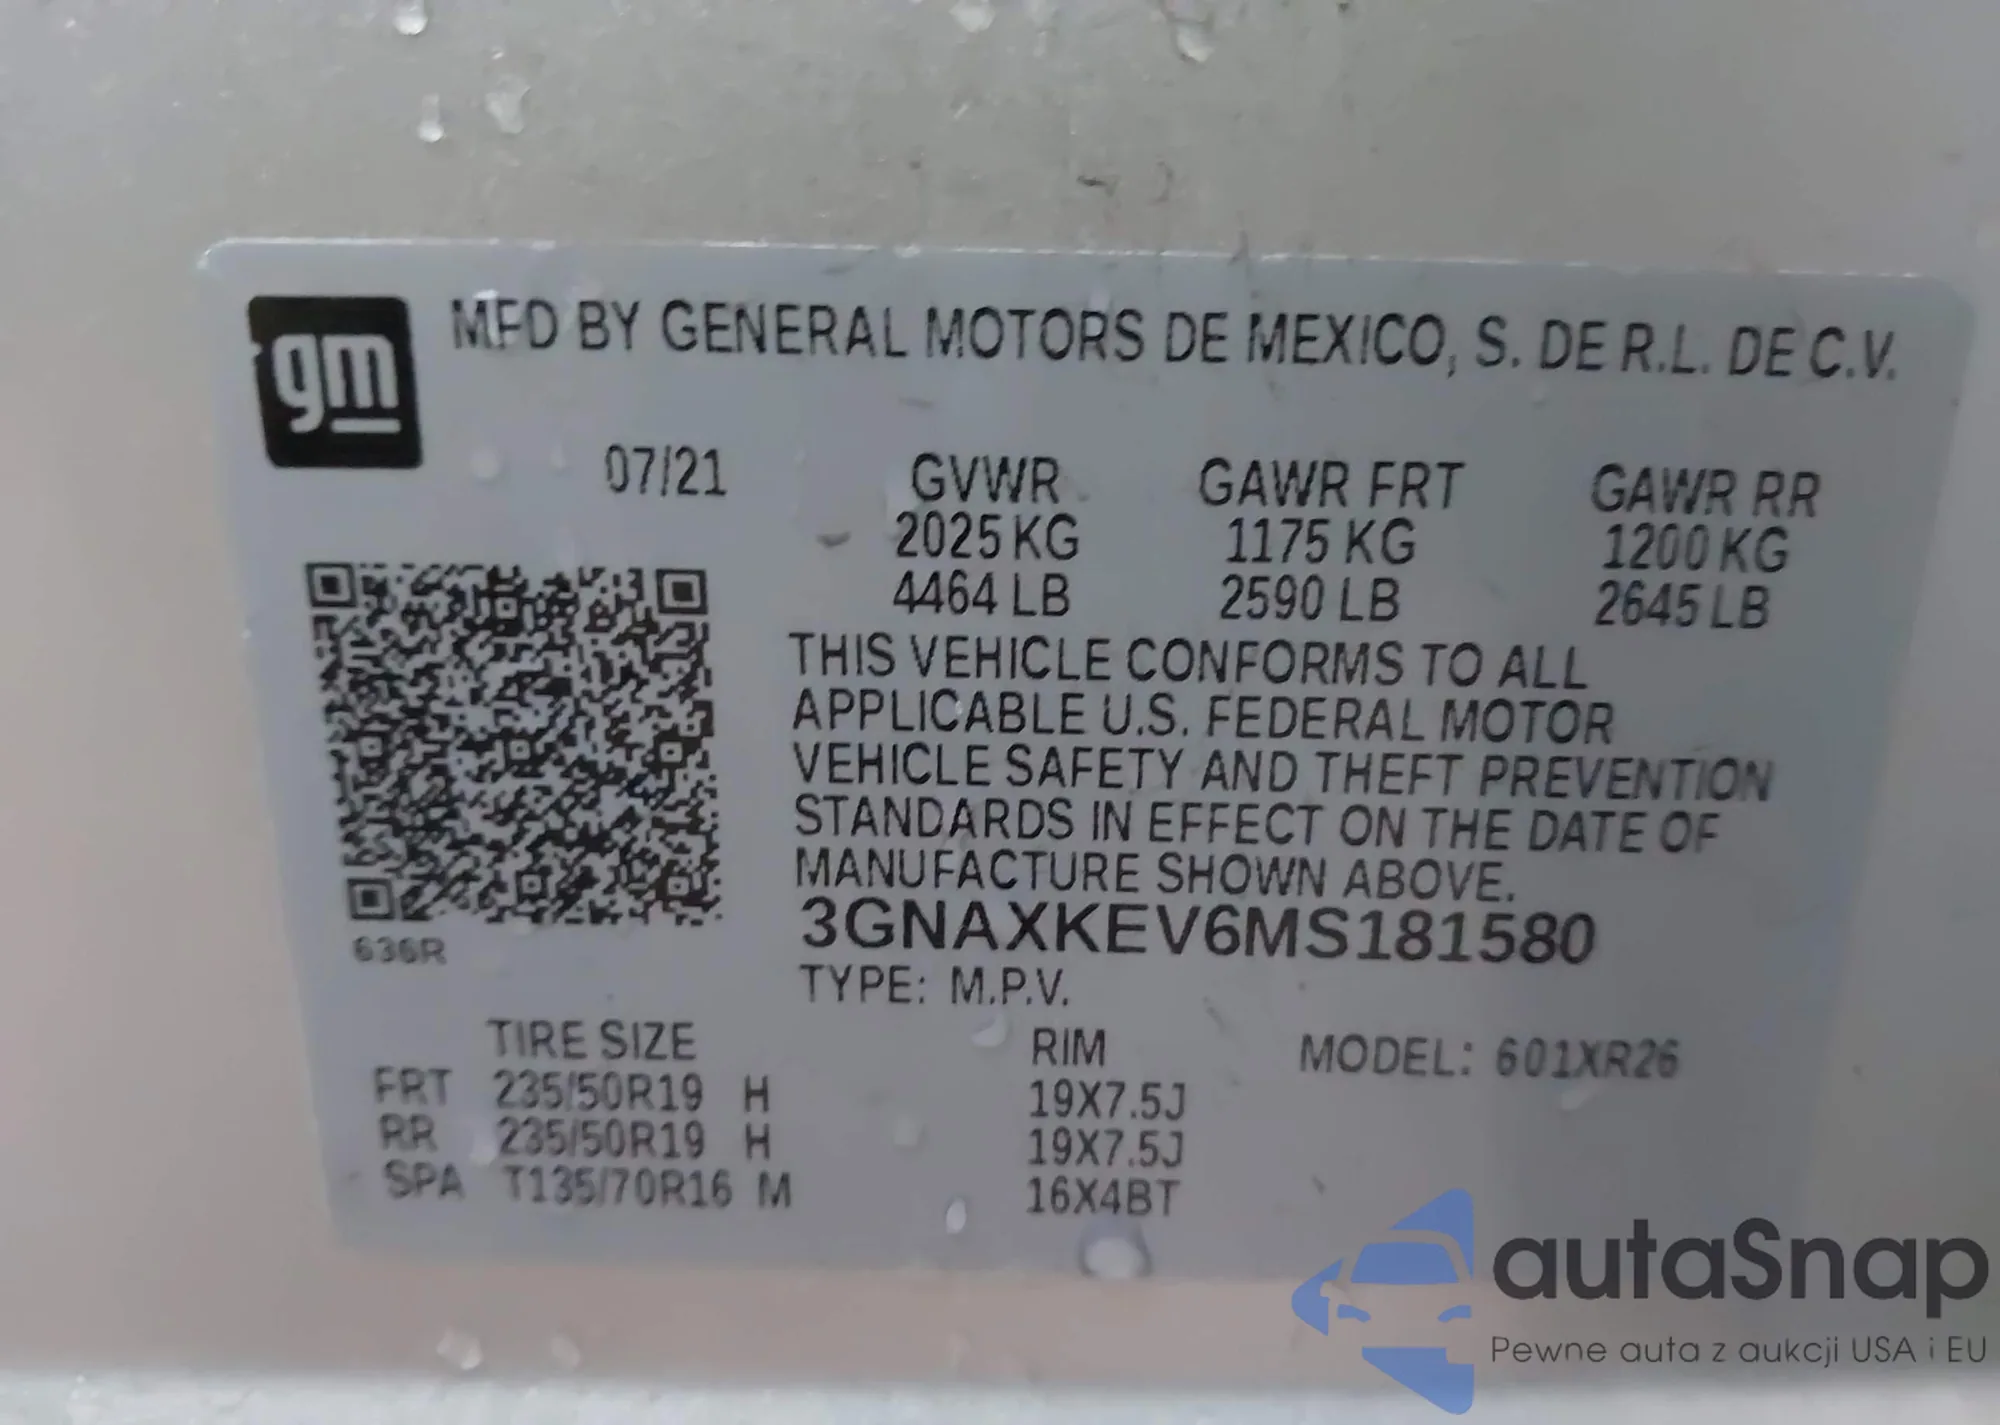 gm
MFD BY GENERAL MOTORS DE MEXICO, S. DE R.L. DE C.V.
07/21 GVWR GAWR FRT GAWR RR
2025 KG 1175 KG 1200 KG
4464 LB 2590 LB 2645 LB
THIS VEHICLE CONFORMS TO ALL
APPLICABLE U.S. FEDERAL MOTOR
VEHICLE SAFETY AND THEFT PREVENTION
STANDARDS IN EFFECT ON THE DATE OF
MANUFACTURE SHOWN ABOVE.
3GNAXKEV6MS181580
636R
TYPE: M.P.V.
TIRE SIZE RIM MODEL: 601XR26
FRT 235/50R19 H 19X7.5J
RR 235/50R19 H 19X7.5J
SPA T135/70R16 M 16X4BT
autaSnap
Pewne auta z aukcji USA i EU